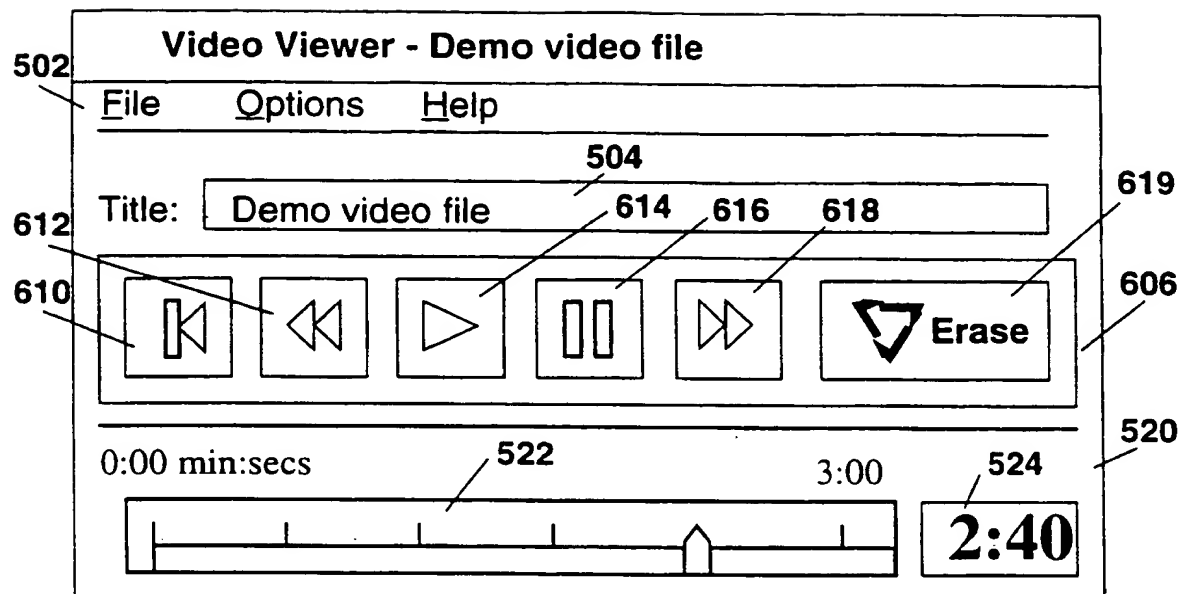 Video Viewer - Demo video file
502
File Options Help
504
619
Title: Demo video file
614 616 618
612
610
606
Erase
520
0:00 min:secs
522
3:00
524
2:40